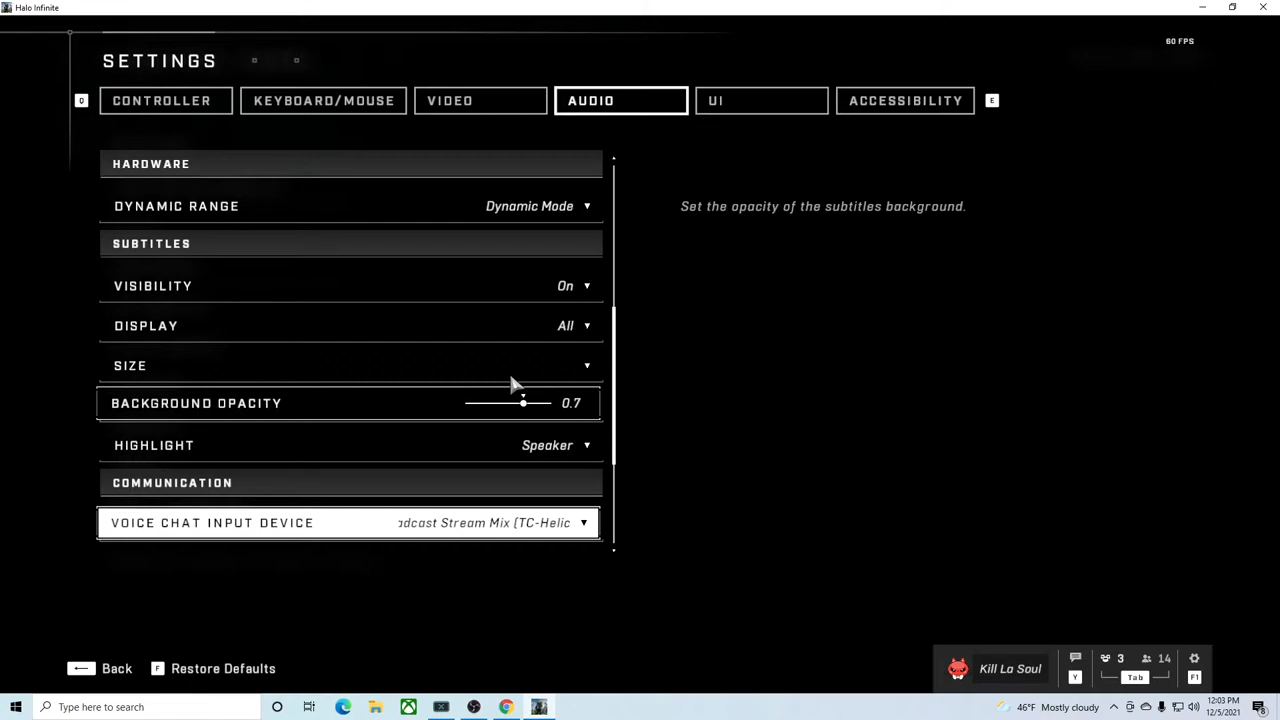 Halo Infinite
60 FPS
SETTINGS
Q CONTROLLER KEYBOARD/MOUSE VIDEO AUDIO UI ACCESSIBILITY E
HARDWARE
DYNAMIC RANGE Dynamic Mode
Set the opacity of the subtitles background.
SUBTITLES
VISIBILITY On
DISPLAY All
SIZE
BACKGROUND OPACITY 0.7
HIGHLIGHT Speaker
COMMUNICATION
VOICE CHAT INPUT DEVICE adcast Stream Mix (TC-Helic
Back F Restore Defaults
Kill La Soul 3 14
Y Tab F1
Type here to search
46°F Mostly cloudy
12:03 PM
12/5/2021
8